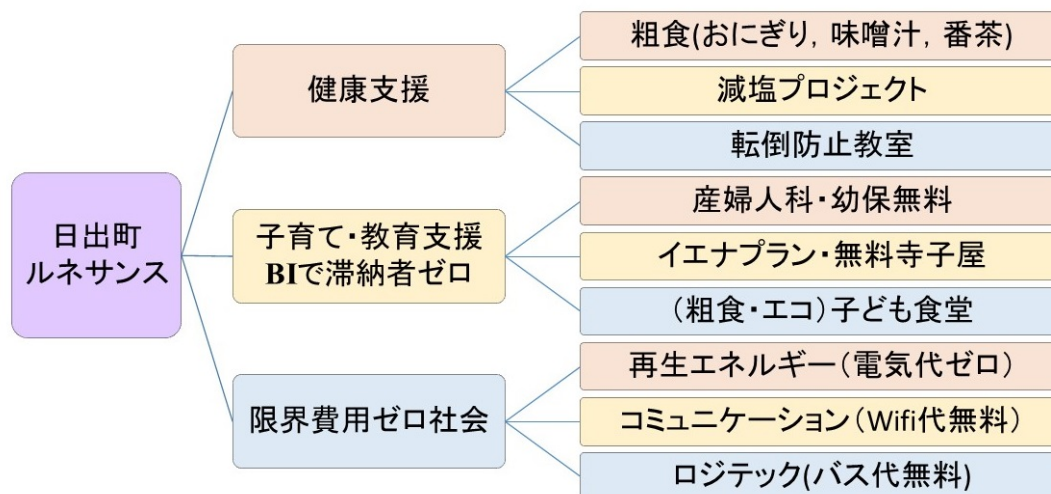 日出町
ルネサンス
健康支援
粗食(おにぎり, 味噌汁, 番茶)
減塩プロジェクト
転倒防止教室
子育て・教育支援
BIで滞納者ゼロ
産婦人科・幼保無料
イエナプラン・無料寺子屋
（粗食・エコ）子ども食堂
限界費用ゼロ社会
再生エネルギー（電気代ゼロ）
コミュニケーション（Wifi代無料）
ロジテック(バス代無料)